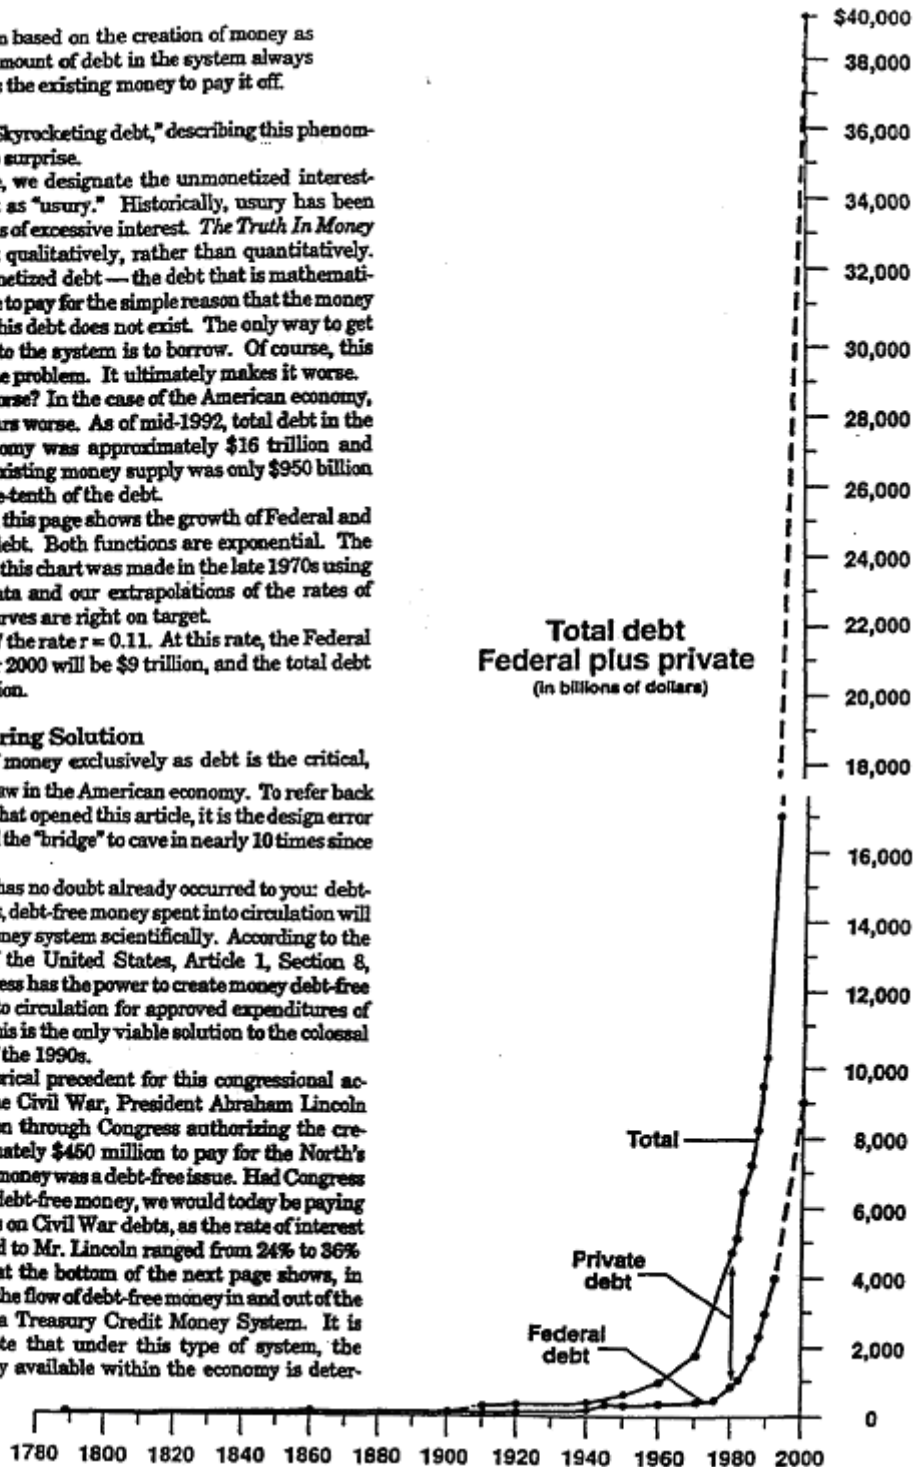 n based on the creation of money as
mount of debt in the system always
the existing money to pay it off.
Skyrocketing debt," describing this phenom-
surprise.
, we designate the unmonetized interest-
as "usury." Historically, usury has been
s of excessive interest. The Truth In Money
qualitatively, rather than quantitatively.
netized debt — the debt that is mathemati-
e to pay for the simple reason that the money
his debt does not exist. The only way to get
to the system is to borrow. Of course, this
e problem. It ultimately makes it worse.
orse? In the case of the American economy,
urs worse. As of mid-1992, total debt in the
omy was approximately $16 trillion and
xisting money supply was only $950 billion
e-tenth of the debt.
this page shows the growth of Federal and
lebt. Both functions are exponential. The
this chart was made in the late 1970s using
ata and our extrapolations of the rates of
rves are right on target.
the rate r = 0.11. At this rate, the Federal
2000 will be $9 trillion, and the total debt
ion.
ring Solution
money exclusively as debt is the critical,
aw in the American economy. To refer back
hat opened this article, it is the design error
the "bridge" to cave in nearly 10 times since
has no doubt already occurred to you: debt-
, debt-free money spent into circulation will
ney system scientifically. According to the
the United States, Article 1, Section 8,
ess has the power to create money debt-free
to circulation for approved expenditures of
his is the only viable solution to the colossal
the 1990s.
rical precedent for this congressional ac-
e Civil War, President Abraham Lincoln
n through Congress authorizing the cre-
nately $450 million to pay for the North's
money was a debt-free issue. Had Congress
debt-free money, we would today be paying
s on Civil War debts, as the rate of interest
d to Mr. Lincoln ranged from 24% to 36%
at the bottom of the next page shows, in
he flow of debt-free money in and out of the
a Treasury Credit Money System. It is
te that under this type of system, the
y available within the economy is deter-
Total debt
Federal plus private
(in billions of dollars)
Total
Private
debt
Federal
debt
$40,000
38,000
36,000
34,000
32,000
30,000
28,000
26,000
24,000
22,000
20,000
18,000
16,000
14,000
12,000
10,000
8,000
6,000
4,000
2,000
0
1780 1800 1820 1840 1860 1880 1900 1920 1940 1960 1980 2000